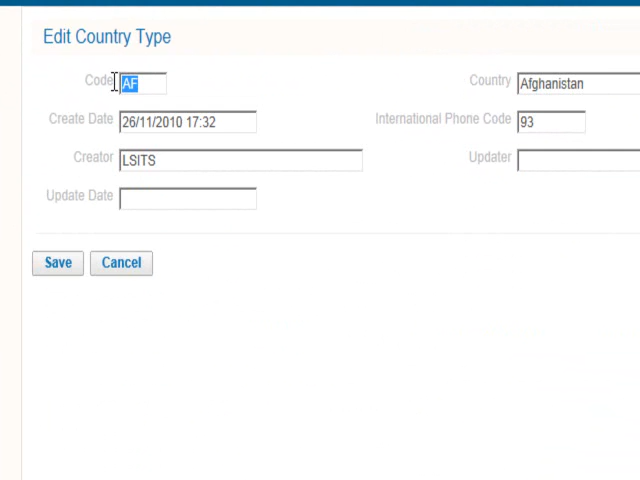 Edit Country Type
Code AF Country Afghanistan
Create Date 26/11/2010 17:32 International Phone Code 93
Creator LSITS Updater
Update Date
Save Cancel